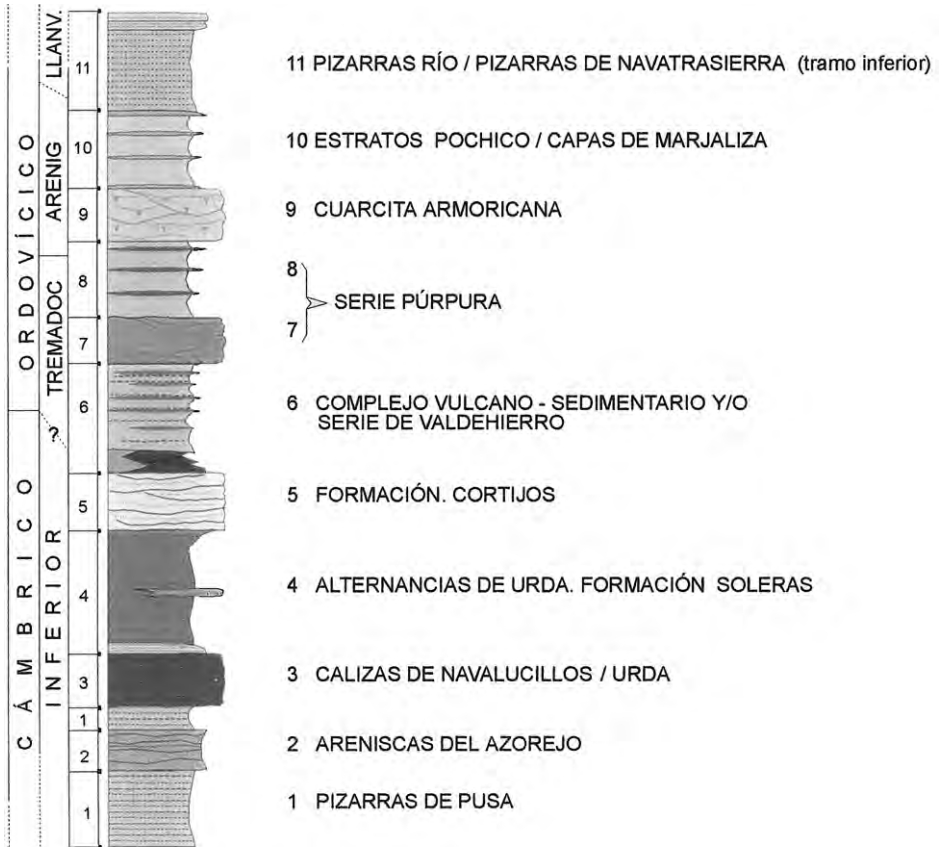 LLANV.
ARENIG
TREMADOC
?
INFERIOR
ORDOVÍCICO
CÁMBRICO
11
10
9
8
7
6
5
4
3
1
2
1
11 PIZARRAS RÍO / PIZARRAS DE NAVATRASIERRA (tramo inferior)
10 ESTRATOS POCHICO / CAPAS DE MARJALIZA
9 CUARCITA ARMORICANA
8
SERIE PÚRPURA
7
6 COMPLEJO VULCANO - SEDIMENTARIO Y/O
SERIE DE VALDEHIERRO
5 FORMACIÓN. CORTIJOS
4 ALTERNANCIAS DE URDA. FORMACIÓN SOLERAS
3 CALIZAS DE NAVALUCILLOS / URDA
2 ARENISCAS DEL AZOREJO
1 PIZARRAS DE PUSA